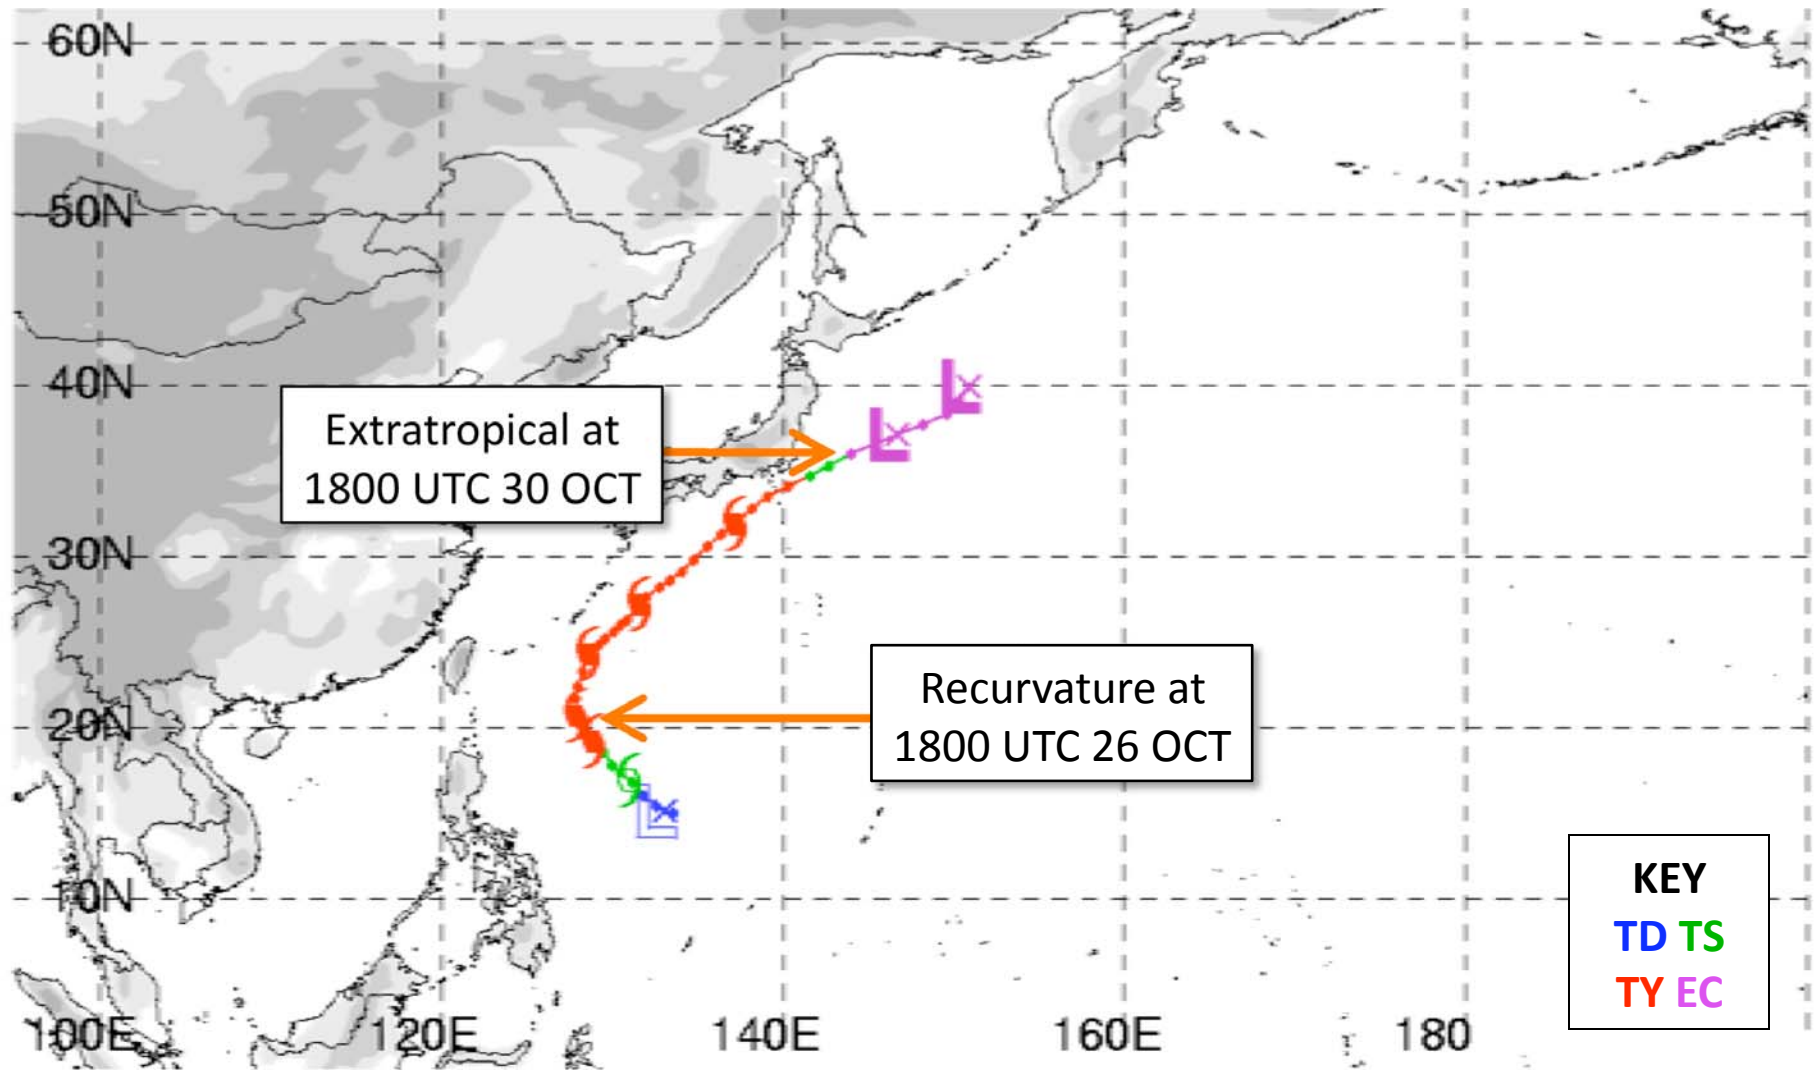 60N
50N
40N
Extratropical at
1800 UTC 30 OCT
30N
Recurvature at
1800 UTC 26 OCT
20N
10N
KEY
TD TS
TY EC
100E 120E 140E 160E 180
L
L
L